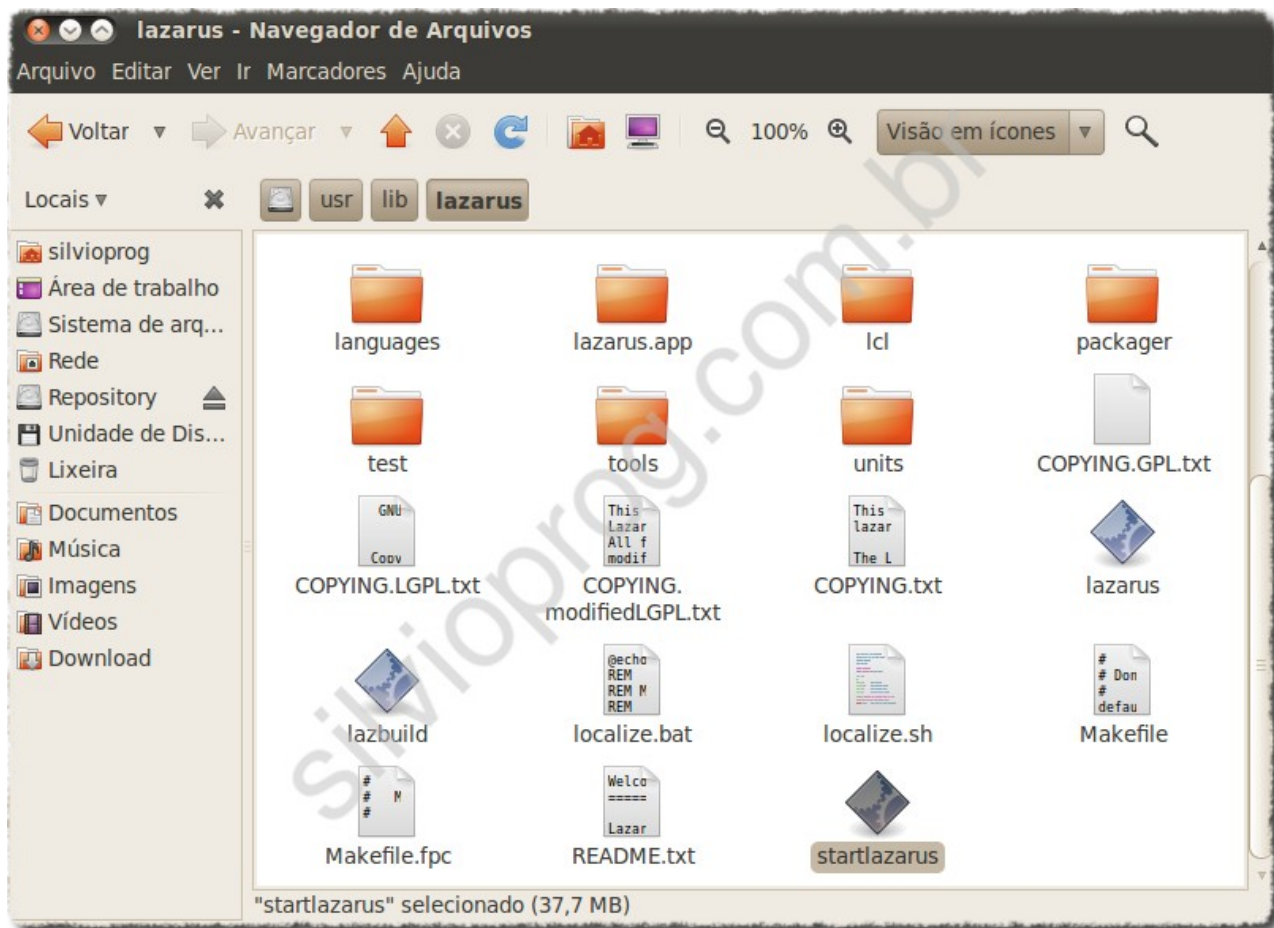 lazarus - Navegador de Arquivos
Arquivo Editar Ver Ir Marcadores Ajuda
Voltar Avançar 100% Visão em ícones
Locais usr lib lazarus
silvioprog
Área de trabalho
Sistema de arq...
Rede
Repository
Unidade de Dis...
Lixeira
Documentos
Música
Imagens
Vídeos
Download
languages lazarus.app lcl packager
test tools units COPYING.GPL.txt
GNU
Copy
This
Lazar
All f
modif
This
lazar
The L
COPYING.LGPL.txt COPYING.
modifiedLGPL.txt COPYING.txt lazarus
@echo
REM
REM M
REM
#
# Don
#
defau
lazbuild localize.bat localize.sh Makefile
#
# M
#
Welco
=====
Lazar
Makefile.fpc README.txt startlazarus
"startlazarus" selecionado (37,7 MB)
silvioprog.com.br